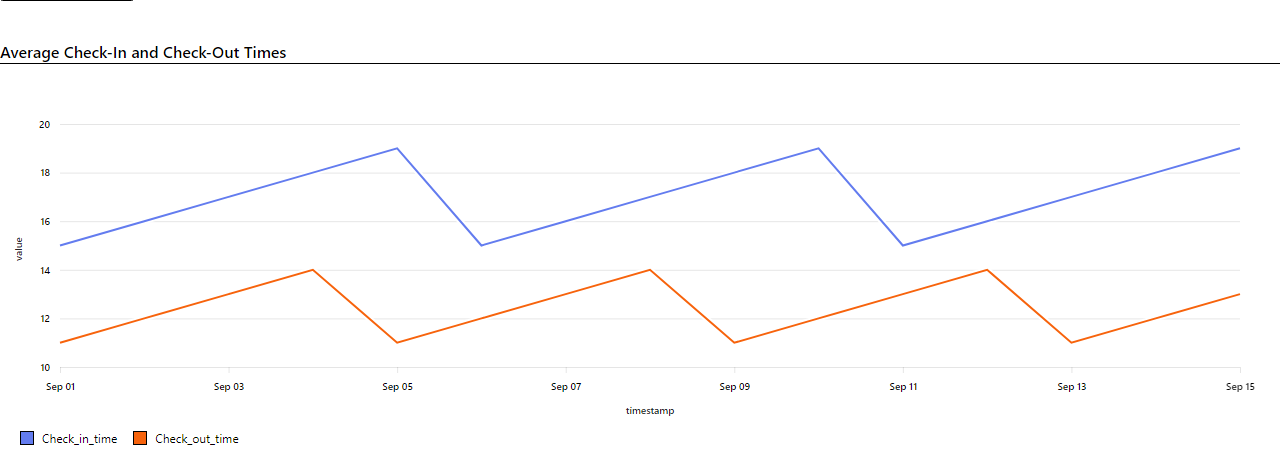 Average Check-In and Check-Out Times
20
18
16
14
12
10
value
Sep 01 Sep 03 Sep 05 Sep 07 Sep 09 Sep 11 Sep 13 Sep 15
timestamp
Check_in_time Check_out_time